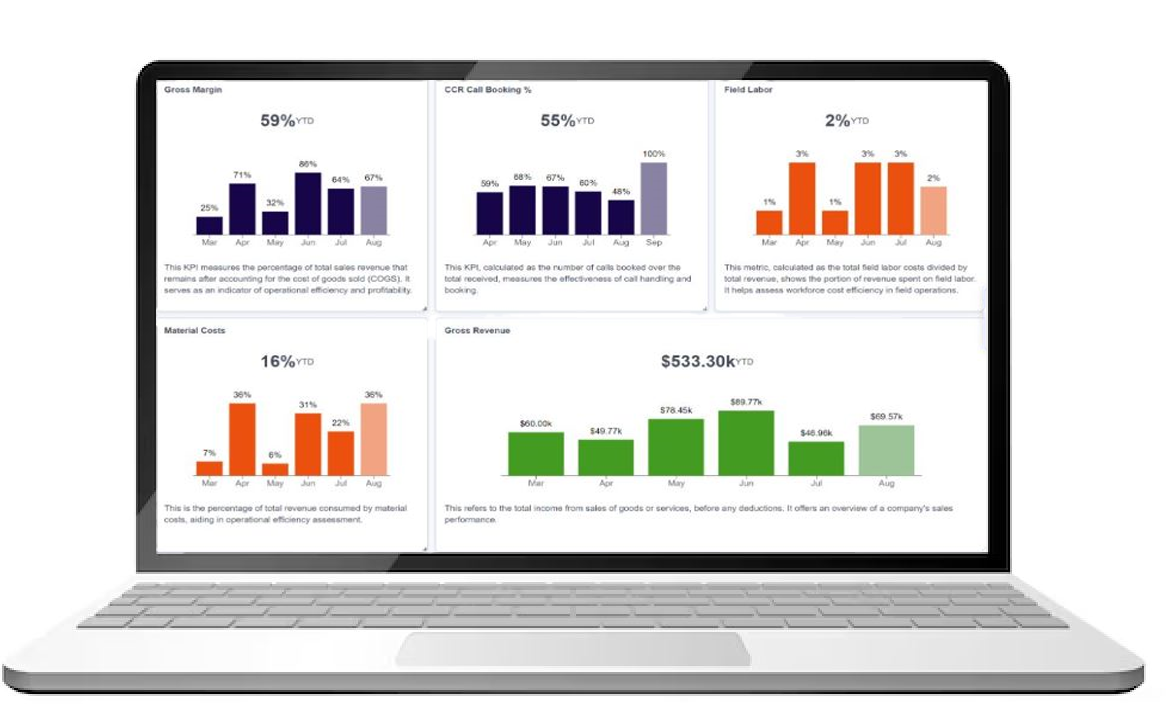 Gross Margin
59% YTD
25% 71% 32% 86% 64% 67%
Mar Apr May Jun Jul Aug
This KPI measures the percentage of total sales revenue that
remains after accounting for the cost of goods sold (COGS). It
serves as an indicator of operational efficiency and profitability.
CCR Call Booking %
55% YTD
59% 68% 67% 60% 48% 100%
Apr May Jun Jul Aug Sep
This KPI, calculated as the number of calls booked over the
total received, measures the effectiveness of call handling and
booking.
Field Labor
2% YTD
1% 3% 1% 3% 3% 2%
Mar Apr May Jun Jul Aug
This metric, calculated as the total field labor costs divided by
total revenue, shows the portion of revenue spent on field labor.
It helps assess workforce cost efficiency in field operations.
Material Costs
16% YTD
7% 36% 6% 31% 22% 36%
Mar Apr May Jun Jul Aug
This is the percentage of total revenue consumed by material
costs, aiding in operational efficiency assessment.
Gross Revenue
$533.30k YTD
$60.00k $49.77k $78.45k $89.77k $46.96k $69.57k
Mar Apr May Jun Jul Aug
This refers to the total income from sales of goods or services, before any deductions. It offers an overview of a company's sales
performance.